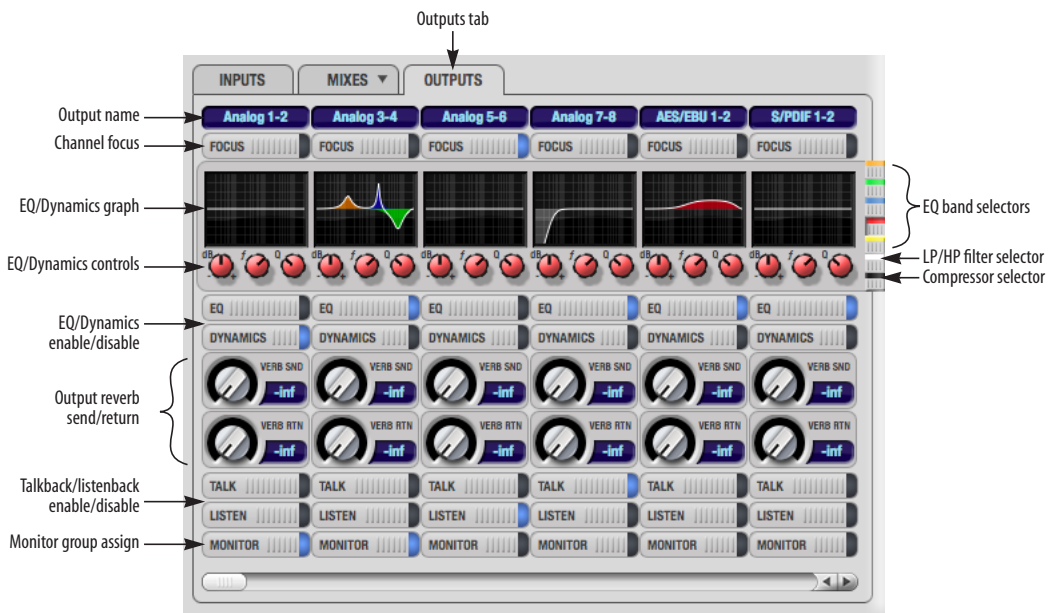 Outputs tab
INPUTS MIXES ▼ OUTPUTS
Output name Analog 1-2 Analog 3-4 Analog 5-6 Analog 7-8 AES/EBU 1-2 S/PDIF 1-2
Channel focus FOCUS FOCUS FOCUS FOCUS FOCUS FOCUS
EQ/Dynamics graph
EQ band selectors
EQ/Dynamics controls dB f Q dB f Q dB f Q dB f Q dB f Q dB f Q
- + - + - + - + - + - +
LP/HP filter selector
Compressor selector
EQ/Dynamics
enable/disable
EQ EQ EQ EQ EQ EQ
DYNAMICS DYNAMICS DYNAMICS DYNAMICS DYNAMICS DYNAMICS
Output reverb
send/return
VERB SND VERB SND VERB SND VERB SND VERB SND VERB SND
-inf -inf -inf -inf -inf -inf
VERB RTN VERB RTN VERB RTN VERB RTN VERB RTN VERB RTN
-inf -inf -inf -inf -inf -inf
Talkback/listenback
enable/disable
TALK TALK TALK TALK TALK TALK
LISTEN LISTEN LISTEN LISTEN LISTEN LISTEN
Monitor group assign MONITOR MONITOR MONITOR MONITOR MONITOR MONITOR